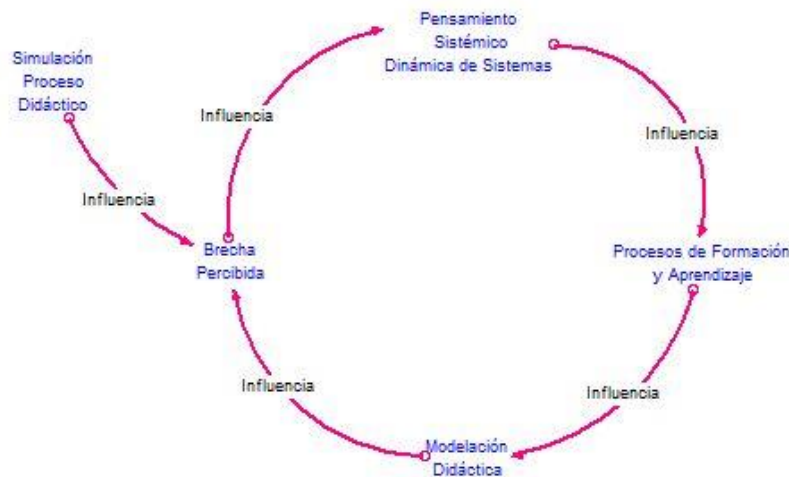 Pensamiento
Sistémico
Dinámica de Sistemas
Simulación
Proceso
Didáctico
Influencia
Influencia
Influencia
Brecha
Percibida
Procesos de Formación
y Aprendizaje
Influencia
Influencia
Modelación
Didáctica